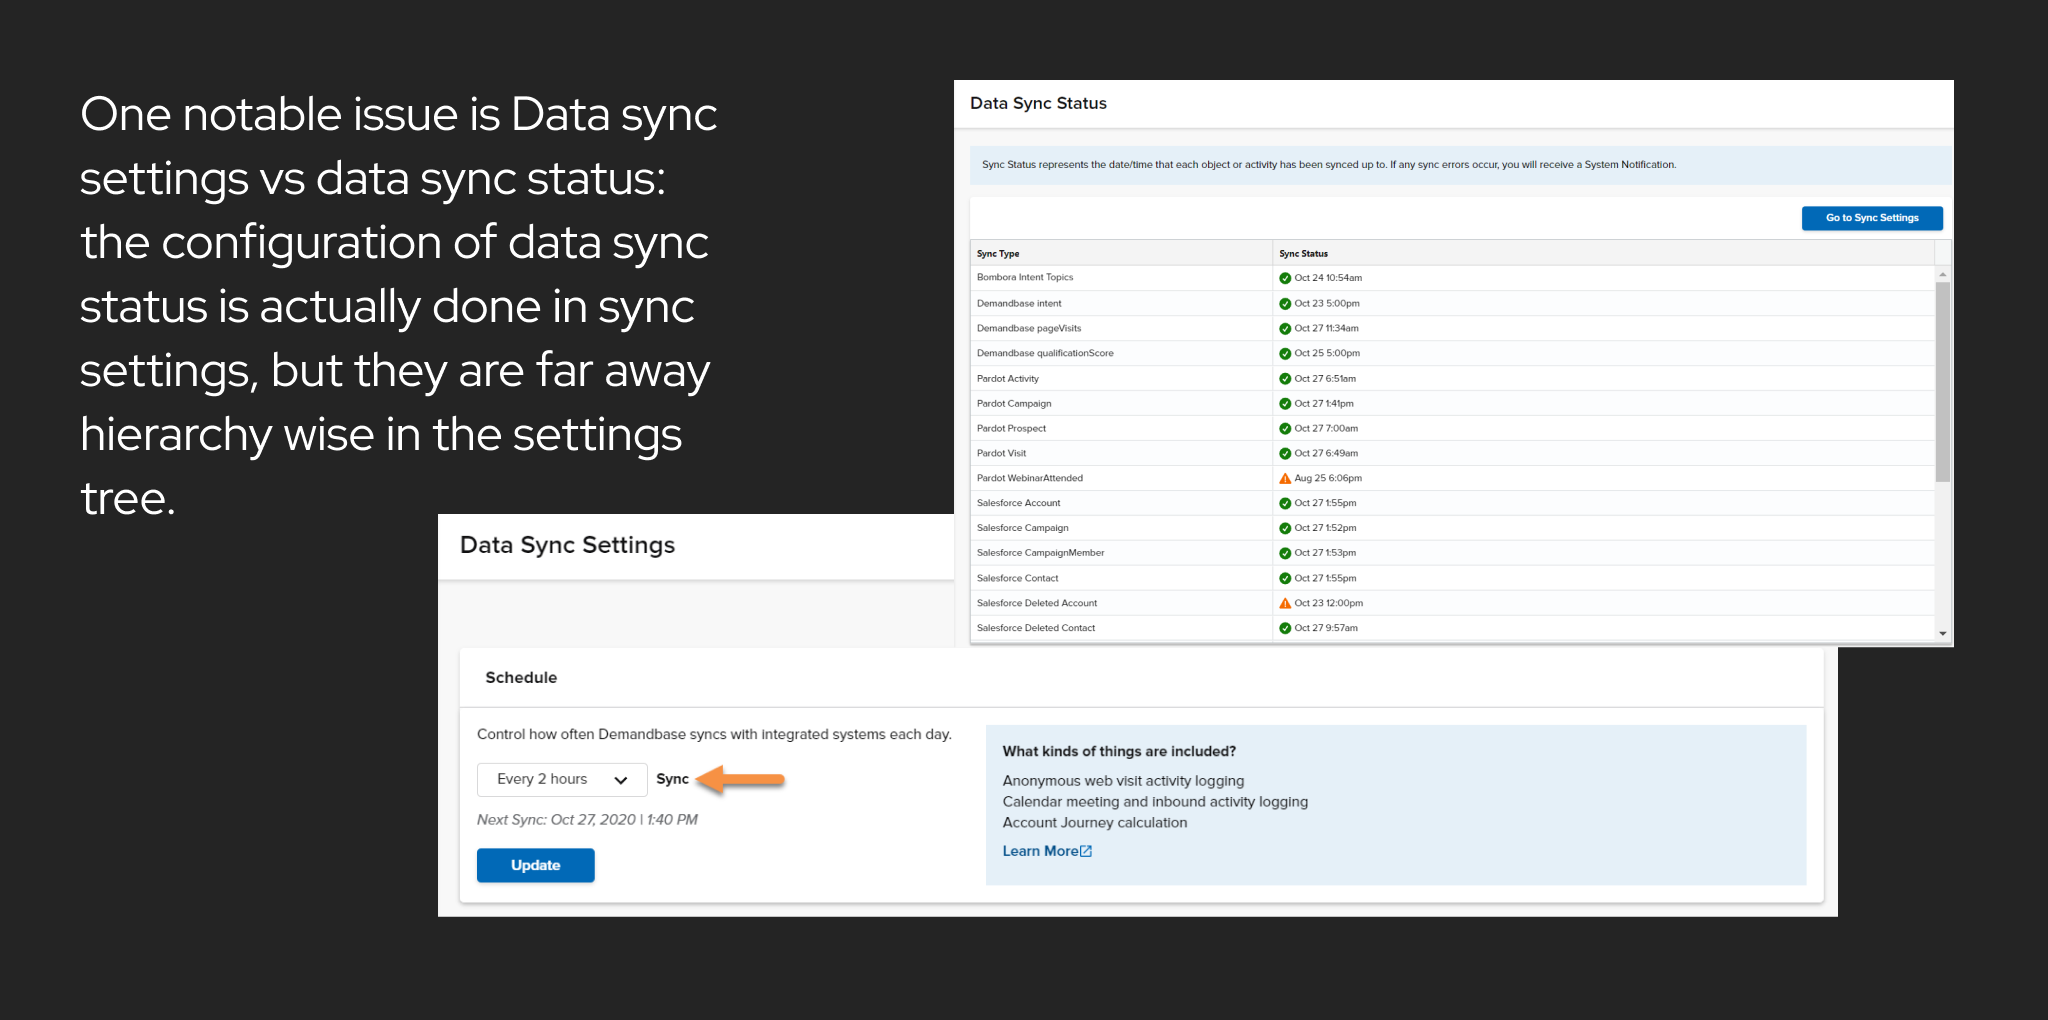 One notable issue is Data sync
settings vs data sync status:
the configuration of data sync
status is actually done in sync
settings, but they are far away
hierarchy wise in the settings
tree.
Data Sync Status
Sync Status represents the date/time that each object or activity has been synced up to. If any sync errors occur, you will receive a System Notification.
Go to Sync Settings
Sync Type Sync Status
Bombora Intent Topics Oct 24 10:54am
Demandbase intent Oct 23 5:00pm
Demandbase pageVisits Oct 27 11:34am
Demandbase qualificationScore Oct 25 5:00pm
Pardot Activity Oct 27 6:51am
Pardot Campaign Oct 27 1:41pm
Pardot Prospect Oct 27 7:00am
Pardot Visit Oct 27 6:49am
Pardot WebinarAttended Aug 25 6:06pm
Salesforce Account Oct 27 1:55pm
Salesforce Campaign Oct 27 1:52pm
Salesforce CampaignMember Oct 27 1:53pm
Salesforce Contact Oct 27 1:55pm
Salesforce Deleted Account Oct 23 12:00pm
Salesforce Deleted Contact Oct 27 9:57am
Data Sync Settings
Schedule
Control how often Demandbase syncs with integrated systems each day.
Every 2 hours Sync
Next Sync: Oct 27, 2020 | 1:40 PM
Update
What kinds of things are included?
Anonymous web visit activity logging
Calendar meeting and inbound activity logging
Account Journey calculation
Learn More